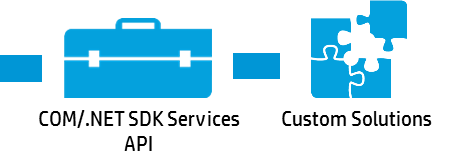 COM/.NET SDK Services
API
Custom Solutions